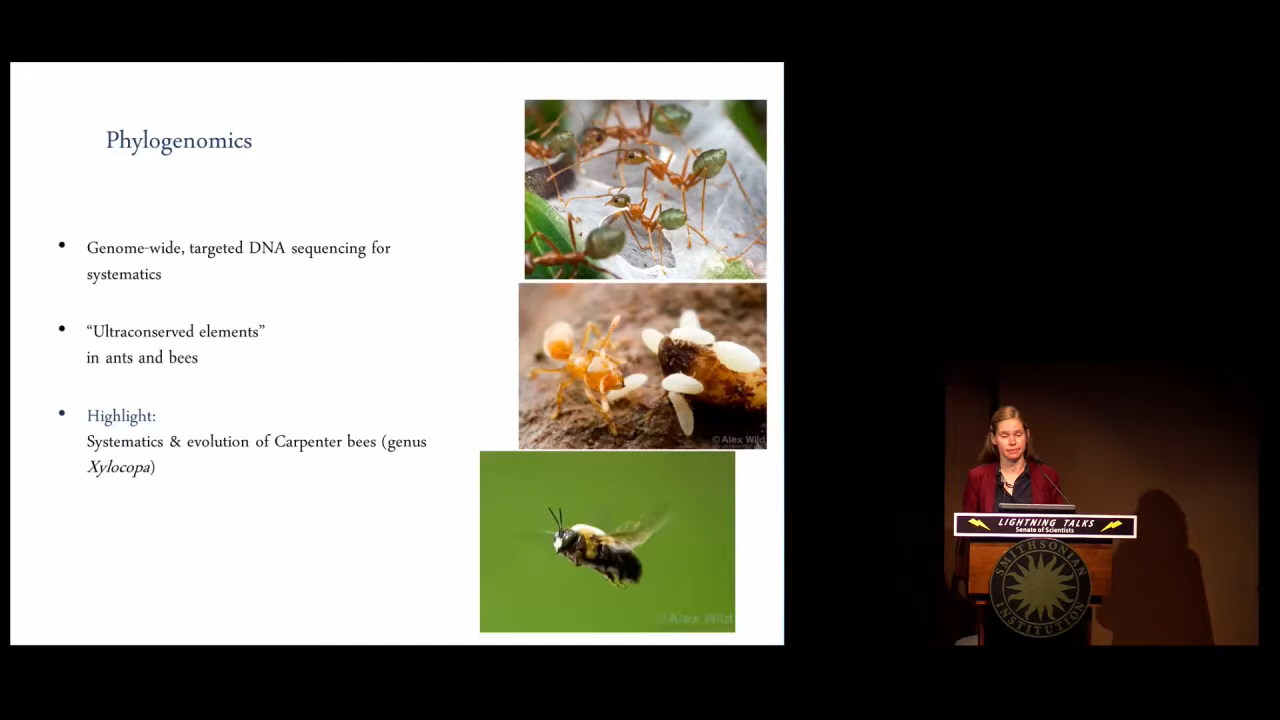 Phylogenomics
Genome-wide, targeted DNA sequencing for
systematics
“Ultraconserved elements”
in ants and bees
Highlight:
Systematics & evolution of Carpenter bees (genus
Xylocopa)
©Alex Wild
©Alex Wild
LIGHTNING TALKS
Senate of Scientists
SMITHSONIAN
INSTITUTION